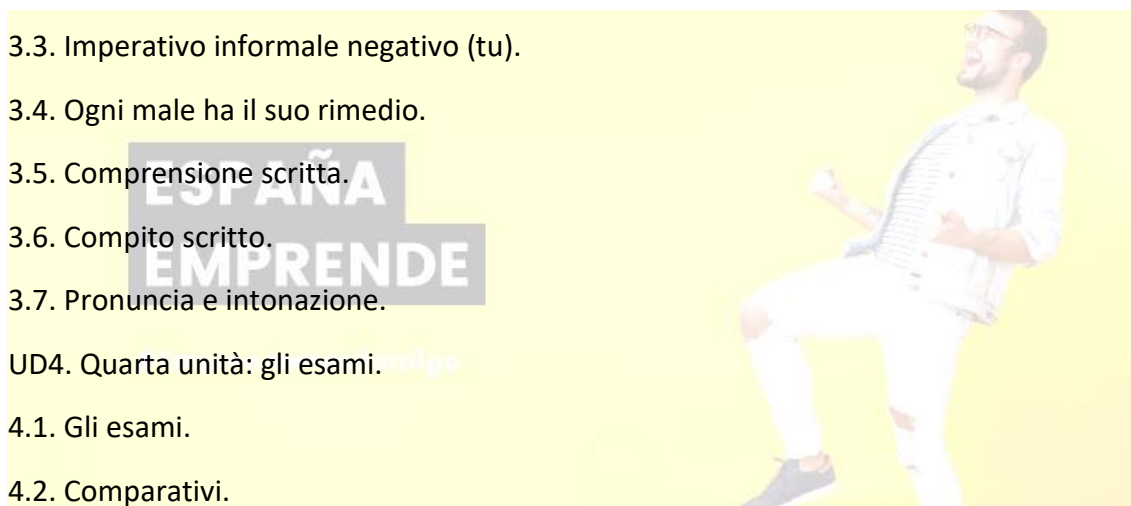 3.3. Imperativo informale negativo (tu).
3.4. Ogni male ha il suo rimedio.
3.5. Comprensione scritta.
ESPAÑA
3.6. Compito scritto.
EMPRENDE
3.7. Pronuncia e intonazione.
UD4. Quarta unità: gli esami.
4.1. Gli esami.
4.2. Comparativi.